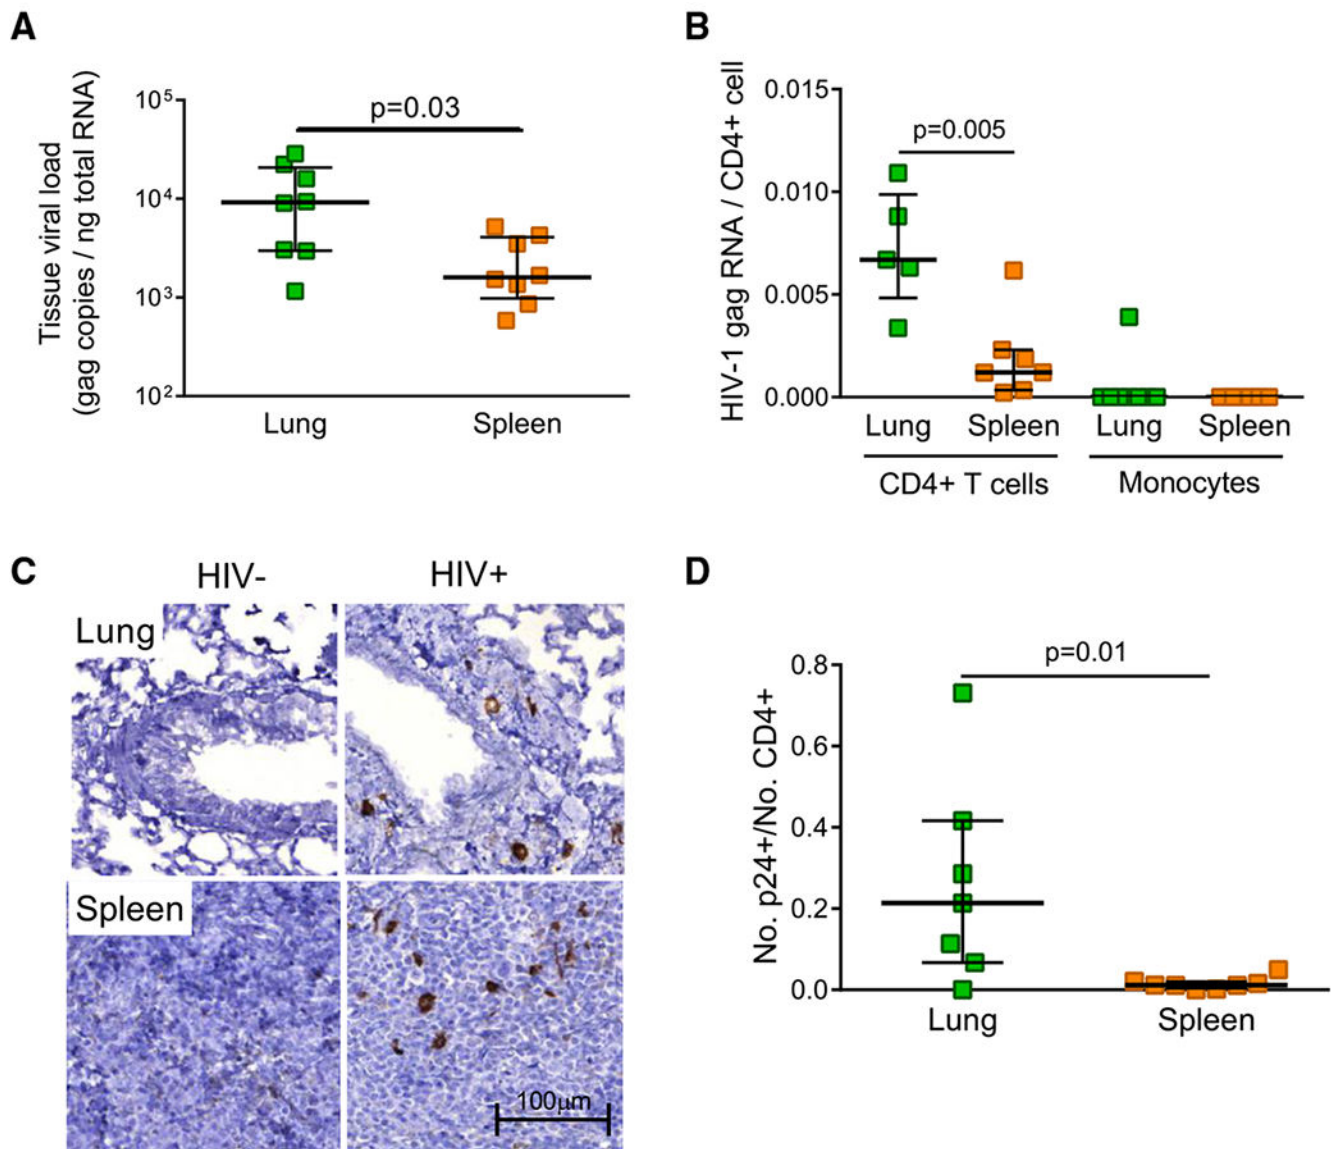 A
Tissue viral load
(gag copies / ng total RNA)
10⁵
10⁴
10³
10²
p=0.03
Lung
Spleen
B
HIV-1 gag RNA / CD4+ cell
0.015
0.010
0.005
0.000
p=0.005
Lung Spleen Lung Spleen
CD4+ T cells Monocytes
C
HIV- HIV+
Lung
Spleen
100µm
D
No. p24+/No. CD4+
0.8
0.6
0.4
0.2
0.0
p=0.01
Lung
Spleen